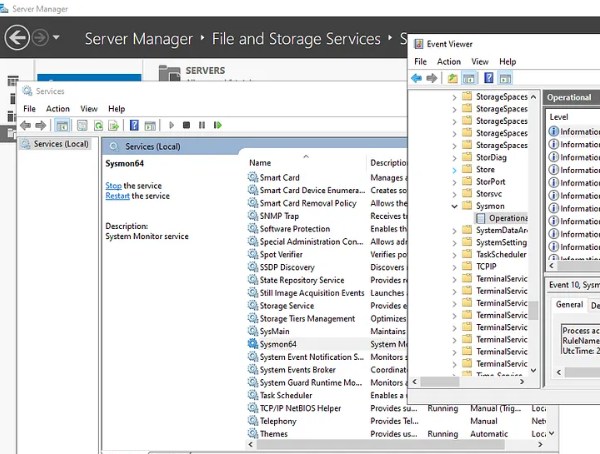 Server Manager
Server Manager • File and Storage Services • S
SERVERS
Services
File Action View Help
Services (Local)
Services (Local)
Sysmon64
Stop the service
Restart the service
Description:
System Monitor service
Name Descriptio
Smart Card Manages a
Smart Card Device Enumera... Creates so
Smart Card Removal Policy Allows the
SNMP Trap Receives tr
Software Protection Enables th
Special Administration Con... Allows adr
Spot Verifier Verifies po
SSDP Discovery Discovers
State Repository Service Provides re
Still Image Acquisition Events Launches a
Storage Service Provides e
Storage Tiers Management Optimizes
SysMain Maintains
Sysmon64 System Mo
System Event Notification S... Monitors s
System Events Broker Coordinate
System Guard Runtime Mo... Monitors a
Task Scheduler Enables a
TCP/IP NetBIOS Helper Provides su... Running Manual (Trig... Loca
Telephony Provides Tel... Manual Loca
Themes Provides us... Running Automatic Loca
Event Viewer
File Action View Help
StorageSpaces
StorageSpaces
StorageSpaces
StorageSpaces
StorageSpaces
StorDiag
Store
StorPort
Storsvc
Sysmon
Operationa
SystemDataAr
SystemSetting
TaskScheduler
TCPIP
TerminalServic
TerminalServic
TerminalServic
TerminalServic
TerminalServic
TerminalServic
TerminalServic
TerminalServic
Operational
Level
Information
Information
Information
Information
Information
Information
Information
Information
Information
Information
Event 10, Sysm
General De
Process ac
RuleName
UtcTime: 2